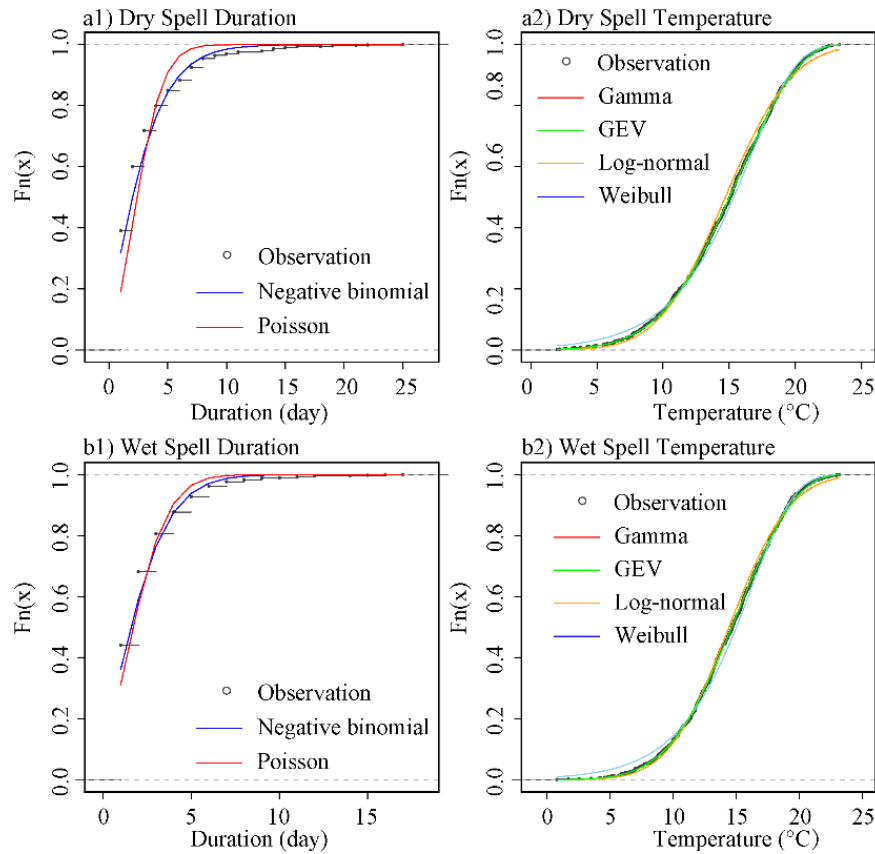 a1) Dry Spell Duration
Fn(x)
1.0
0.8
0.6
0.4
0.2
0.0
Observation
Negative binomial
Poisson
0 5 10 15 20 25
Duration (day)
a2) Dry Spell Temperature
Fn(x)
1.0
0.8
0.6
0.4
0.2
0.0
Observation
Gamma
GEV
Log-normal
Weibull
0 5 10 15 20 25
Temperature (°C)
b1) Wet Spell Duration
Fn(x)
1.0
0.8
0.6
0.4
0.2
0.0
Observation
Negative binomial
Poisson
5 10 15
Duration (day)
b2) Wet Spell Temperature
Fn(x)
1.0
0.8
0.6
0.4
0.2
0.0
Observation
Gamma
GEV
Log-normal
Weibull
0 5 10 15 20 25
Temperature (°C)